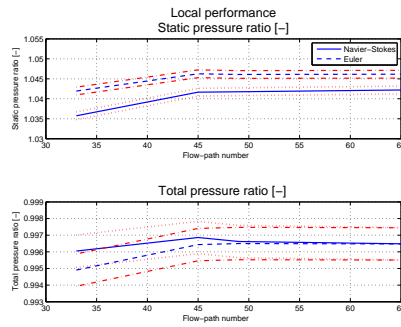 Local performance
Static pressure ratio [−]
1.055
1.05
1.045
1.04
1.035
1.03
Static pressure ratio [−]
Navier−Stokes
Euler
30 35 40 45 50 55 60 65
Flow−path number
Total pressure ratio [−]
0.999
0.998
0.997
0.996
0.995
0.994
0.993
Total pressure ratio [−]
30 35 40 45 50 55 60 65
Flow−path number